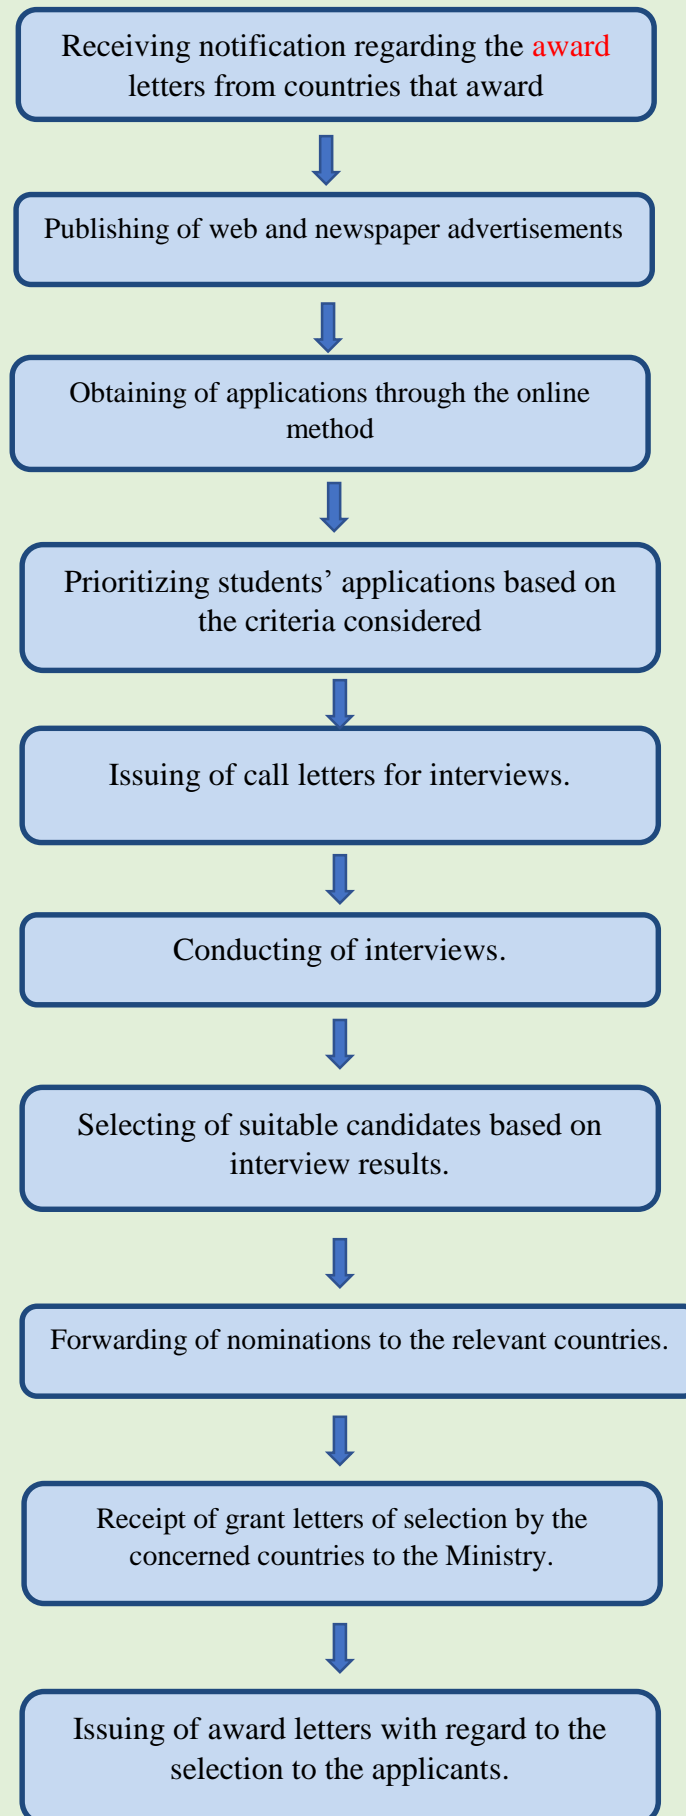 Receiving notification regarding the award
letters from countries that award
Publishing of web and newspaper advertisements
Obtaining of applications through the online
method
Prioritizing students’ applications based on
the criteria considered
Issuing of call letters for interviews.
Conducting of interviews.
Selecting of suitable candidates based on
interview results.
Forwarding of nominations to the relevant countries.
Receipt of grant letters of selection by the
concerned countries to the Ministry.
Issuing of award letters with regard to the
selection to the applicants.